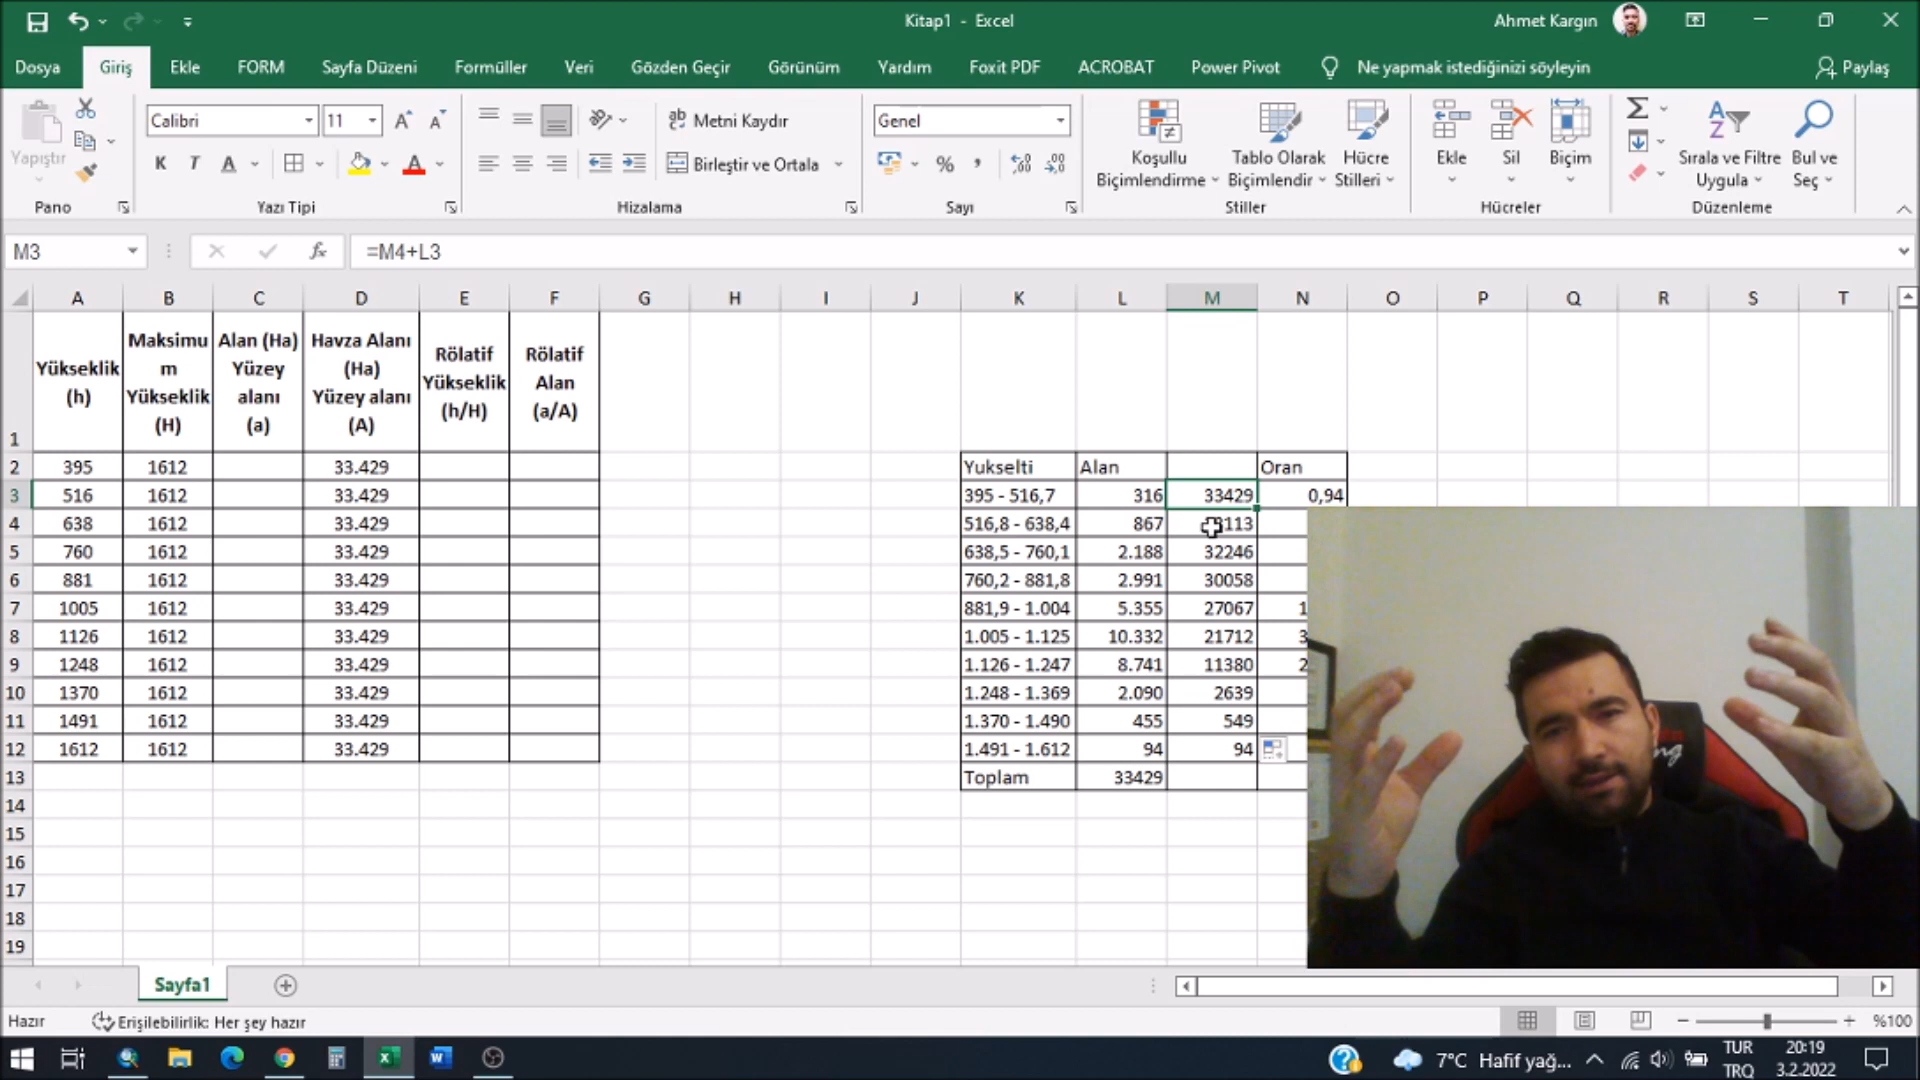 Kitap1 - Excel
Ahmet Kargın
Dosya Giriş Ekle FORM Sayfa Düzeni Formüller Veri Gözden Geçir Görünüm Yardım Foxit PDF ACROBAT Power Pivot Ne yapmak istediğinizi söyleyin Paylaş
Yapıştır
Calibri 11
K T A
Metni Kaydır
Birleştir ve Ortala
Genel
%
Koşullu Biçimlendirme
Tablo Olarak Biçimlendir
Hücre Stilleri
Ekle Sil Biçim
Sırala ve Filtre Uygula
Bul ve Seç
Pano Yazı Tipi Hizalama Sayı Stiller Hücreler Düzenleme
M3 fx =M4+L3
A B C D E F G H I J K L M N O P Q R S T
1 Yükseklik (h) Maksimum Yükseklik (H) Alan (Ha) Yüzey alanı (a) Havza Alanı (Ha) Yüzey alanı (A) Rölatif Yükseklik (h/H) Rölatif Alan (a/A)
2 395 1612 33.429 Yukselti Alan Oran
3 516 1612 33.429 395 - 516,7 316 33429 0,94
4 638 1612 33.429 516,8 - 638,4 867 113
5 760 1612 33.429 638,5 - 760,1 2.188 32246
6 881 1612 33.429 760,2 - 881,8 2.991 30058
7 1005 1612 33.429 881,9 - 1.004 5.355 27067 1
8 1126 1612 33.429 1.005 - 1.125 10.332 21712 3
9 1248 1612 33.429 1.126 - 1.247 8.741 11380 2
10 1370 1612 33.429 1.248 - 1.369 2.090 2639
11 1491 1612 33.429 1.370 - 1.490 455 549
12 1612 1612 33.429 1.491 - 1.612 94 94
13 Toplam 33429
14
15
16
17
18
19
Sayfa1
Hazır Erişilebilirlik: Her şey hazır %100
7°C Hafif yağ... TUR 20:19
TRQ 3.2.2022